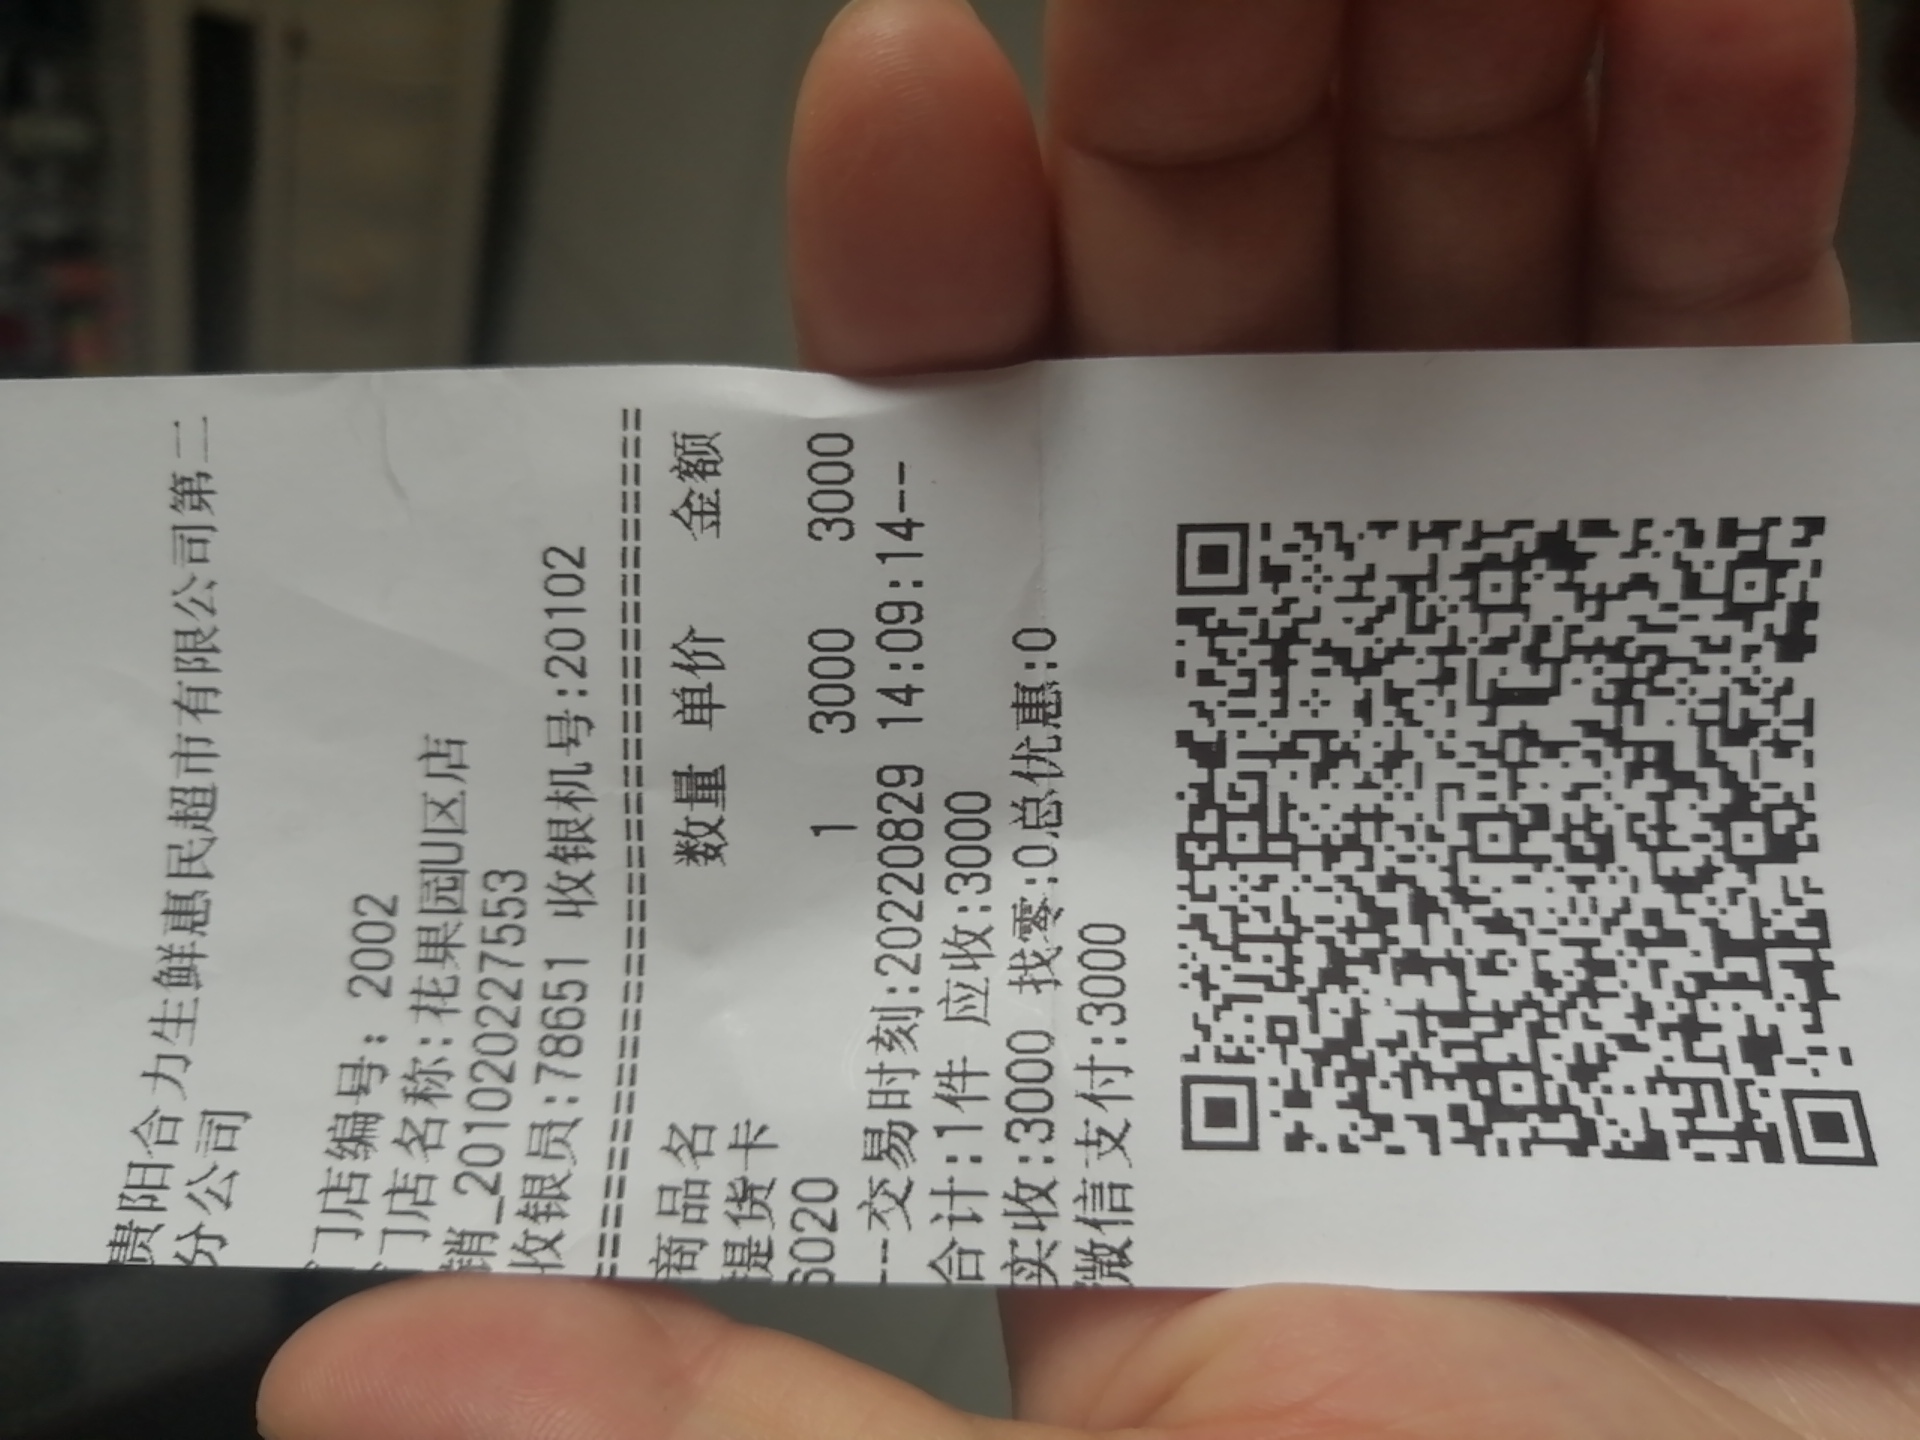 贵阳合力生鲜惠民超市有限公司第二
分公司
门店编号: 2002
门店名称:花果园U区店
销_2010202227553
收银员:78651 收银机号:20102
================================
商品名 数量 单价 金额
提货卡
6020 1 3000 3000
--交易时刻:20220829 14:09:14--
合计:1件 应收:3000
实收:3000 找零:0总优惠:0
微信支付:3000